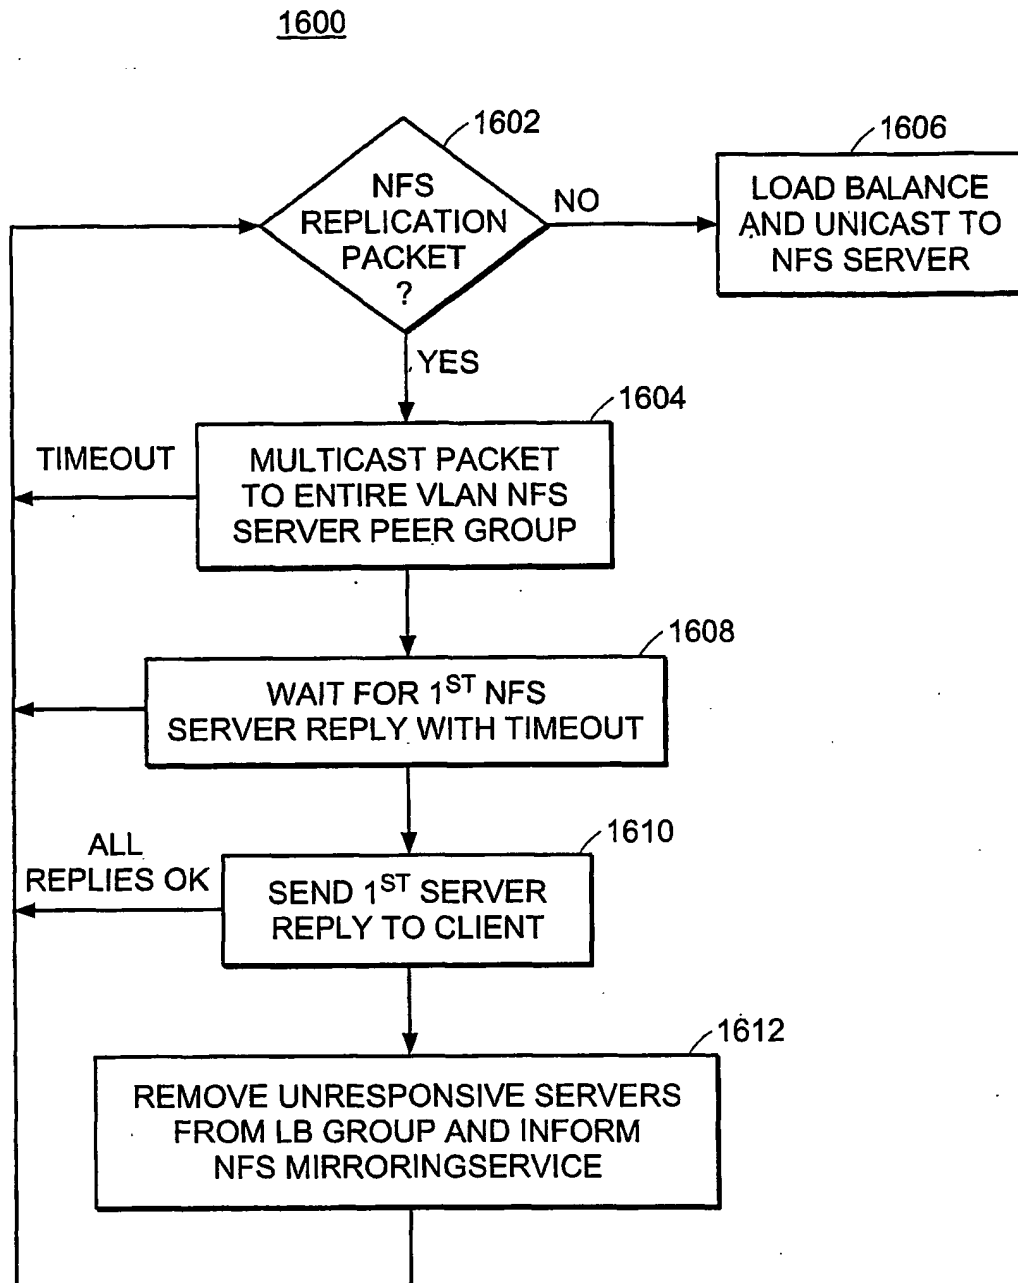 1600
1602
NFS
REPLICATION
PACKET
?
NO
1606
LOAD BALANCE
AND UNICAST TO
NFS SERVER
YES
1604
TIMEOUT
MULTICAST PACKET
TO ENTIRE VLAN NFS
SERVER PEER GROUP
1608
WAIT FOR 1ST NFS
SERVER REPLY WITH TIMEOUT
1610
ALL
REPLIES OK
SEND 1ST SERVER
REPLY TO CLIENT
1612
REMOVE UNRESPONSIVE SERVERS
FROM LB GROUP AND INFORM
NFS MIRRORINGSERVICE